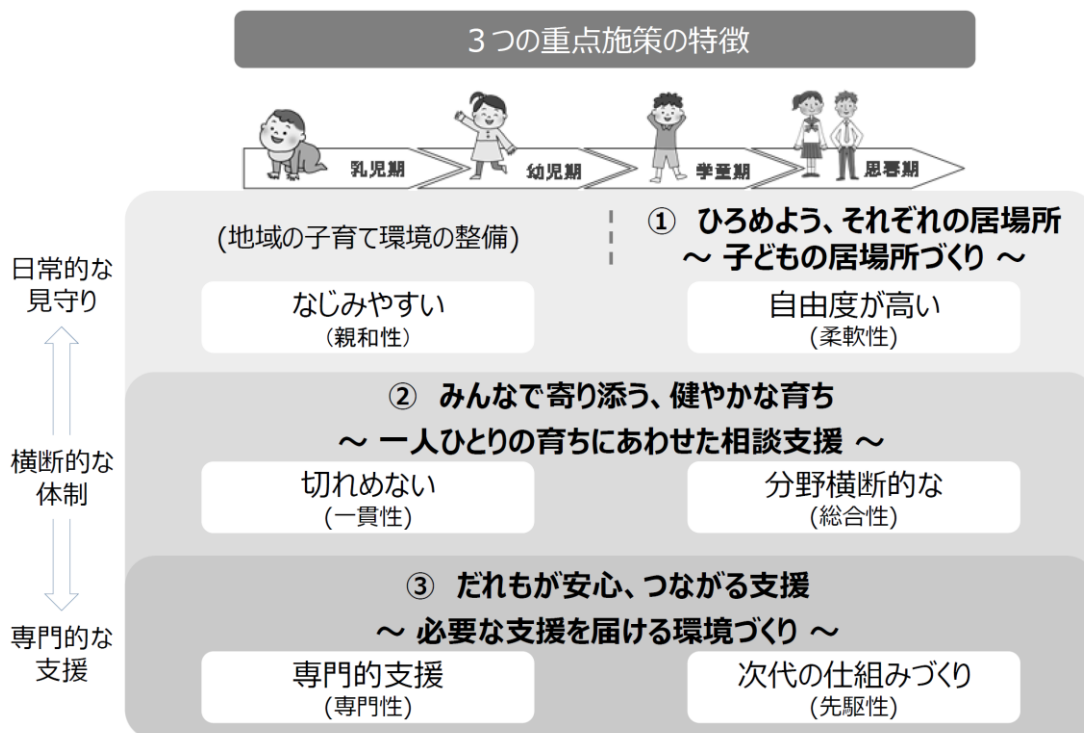 ３つの重点施策の特徴
乳児期
幼児期
学童期
思春期
(地域の子育て環境の整備)
① ひろめよう、それぞれの居場所
～ 子どもの居場所づくり ～
日常的な
見守り
なじみやすい
(親和性)
自由度が高い
(柔軟性)
② みんなで寄り添う、健やかな育ち
～ 一人ひとりの育ちにあわせた相談支援 ～
横断的な
体制
切れめない
(一貫性)
分野横断的な
(総合性)
③ だれもが安心、つながる支援
～ 必要な支援を届ける環境づくり ～
専門的な
支援
専門的支援
(専門性)
次代の仕組みづくり
(先駆性)